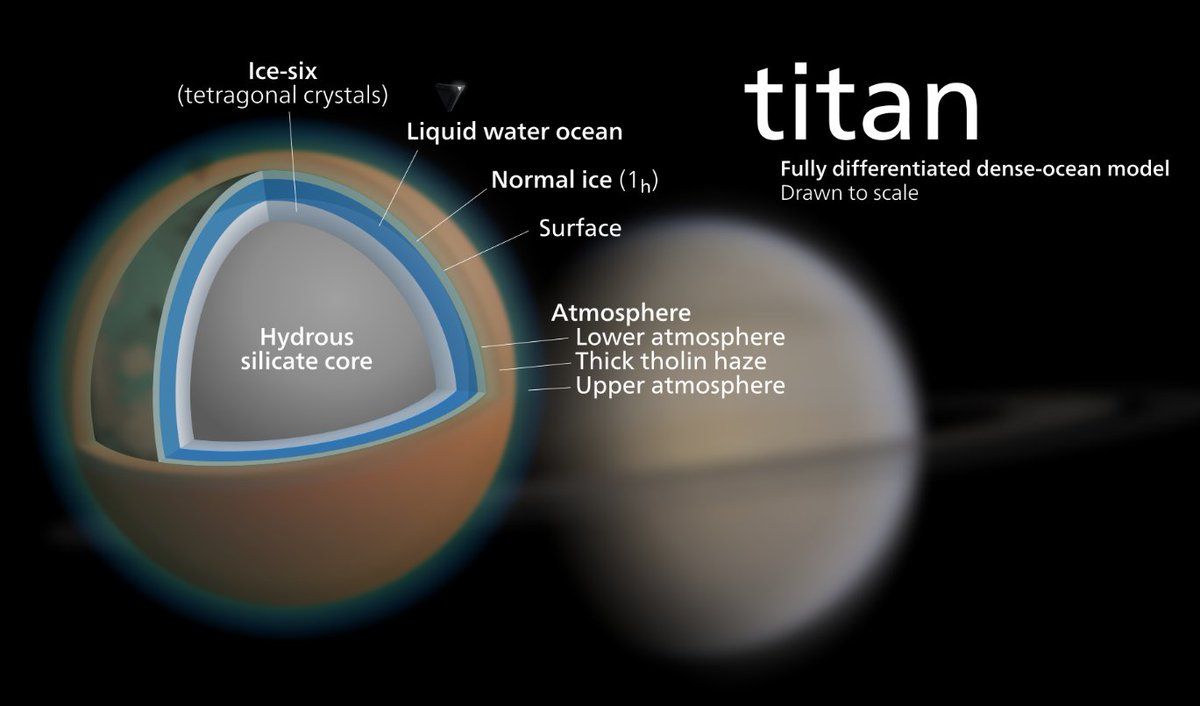 titan
Fully differentiated dense-ocean model
Drawn to scale
Ice-six
(tetragonal crystals)
Liquid water ocean
Normal ice (1h)
Surface
Atmosphere
Lower atmosphere
Thick tholin haze
Upper atmosphere
Hydrous
silicate core